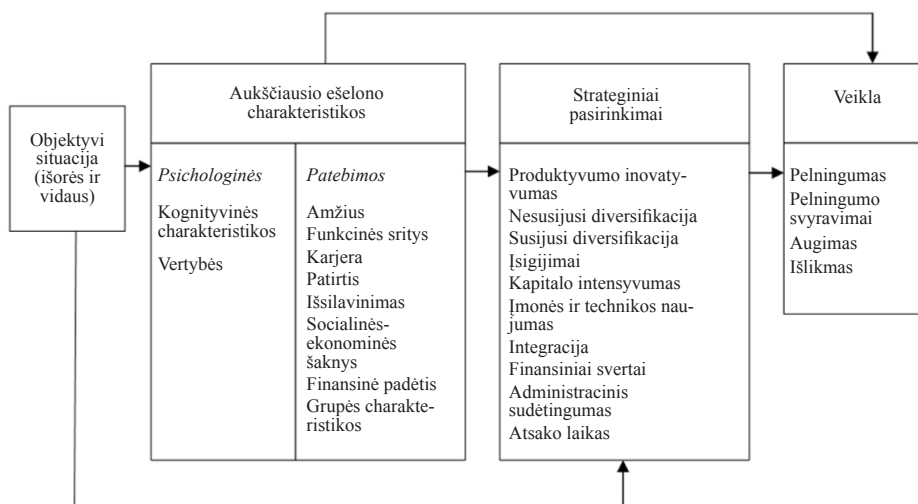 Objektyvi
situacija
(išorės ir
vidaus)
Aukščiausio ešelono
charakteristikos
Psichologinės
Kognityvinės
charakteristikos
Vertybės
Patebimos
Amžius
Funkcinės sritys
Karjera
Patirtis
Išsilavinimas
Socialinės-
ekonominės
šaknys
Finansinė padėtis
Grupės charakte-
ristikos
Strateginiai
pasirinkimai
Produktyvumo inovaty-
vumas
Nesusijusi diversifikacija
Susijusi diversifikacija
Įsigijimai
Kapitalo intensyvumas
Įmonės ir technikos nau-
jumas
Integracija
Finansiniai svertai
Administracinis
sudėtingumas
Atsako laikas
Veikla
Pelningumas
Pelningumo
svyravimai
Augimas
Išlikmas